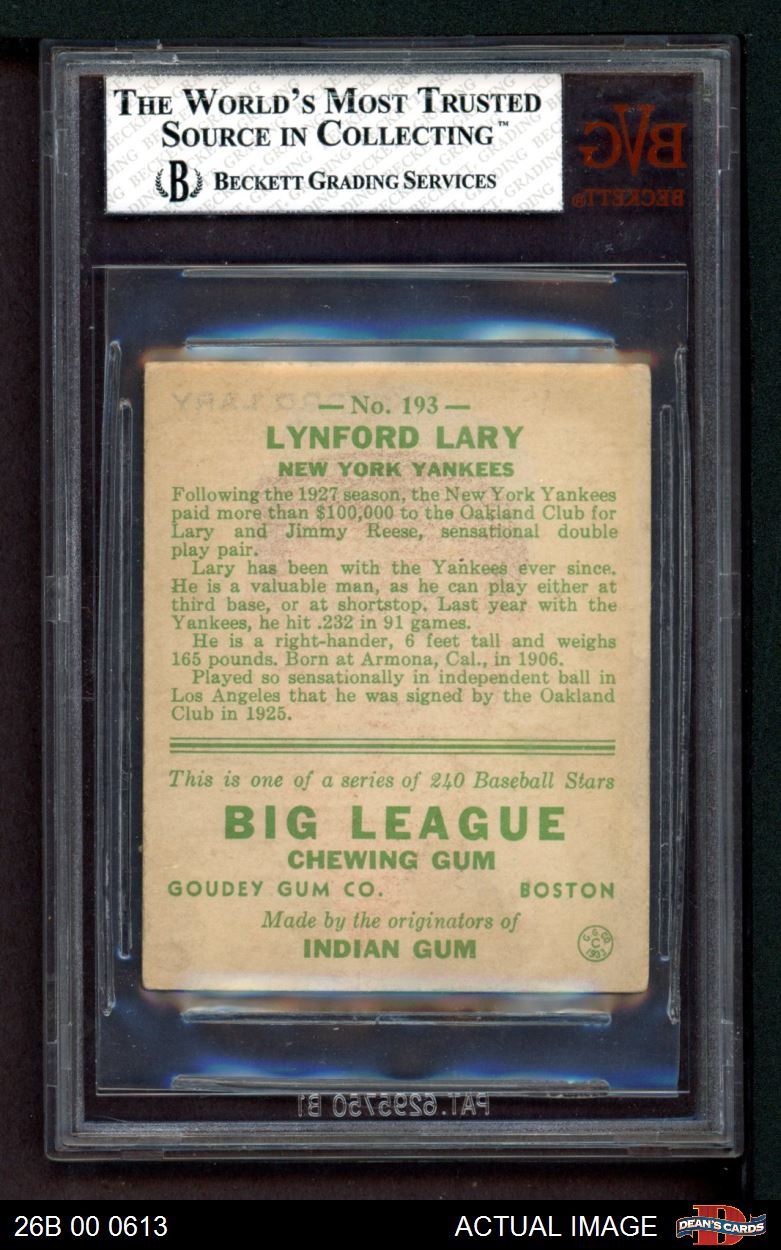 THE WORLD'S MOST TRUSTED
SOURCE IN COLLECTING™
B BECKETT GRADING SERVICES
BVG
BECKETT®
LYNFORD LARY
— No. 193 —
LYNFORD LARY
NEW YORK YANKEES
Following the 1927 season, the New York Yankees
paid more than $100,000 to the Oakland Club for
Lary and Jimmy Reese, sensational double
play pair.
Lary has been with the Yankees ever since.
He is a valuable man, as he can play either at
third base, or at shortstop. Last year with the
Yankees, he hit .232 in 91 games.
He is a right-hander, 6 feet tall and weighs
165 pounds. Born at Armona, Cal., in 1906.
Played so sensationally in independent ball in
Los Angeles that he was signed by the Oakland
Club in 1925.
This is one of a series of 240 Baseball Stars
BIG LEAGUE
CHEWING GUM
GOUDEY GUM CO. BOSTON
Made by the originators of
INDIAN GUM
G. G. CO.
C
1933
PAT. 6295750 B1
26B 00 0613 ACTUAL IMAGE DEAN'S CARDS